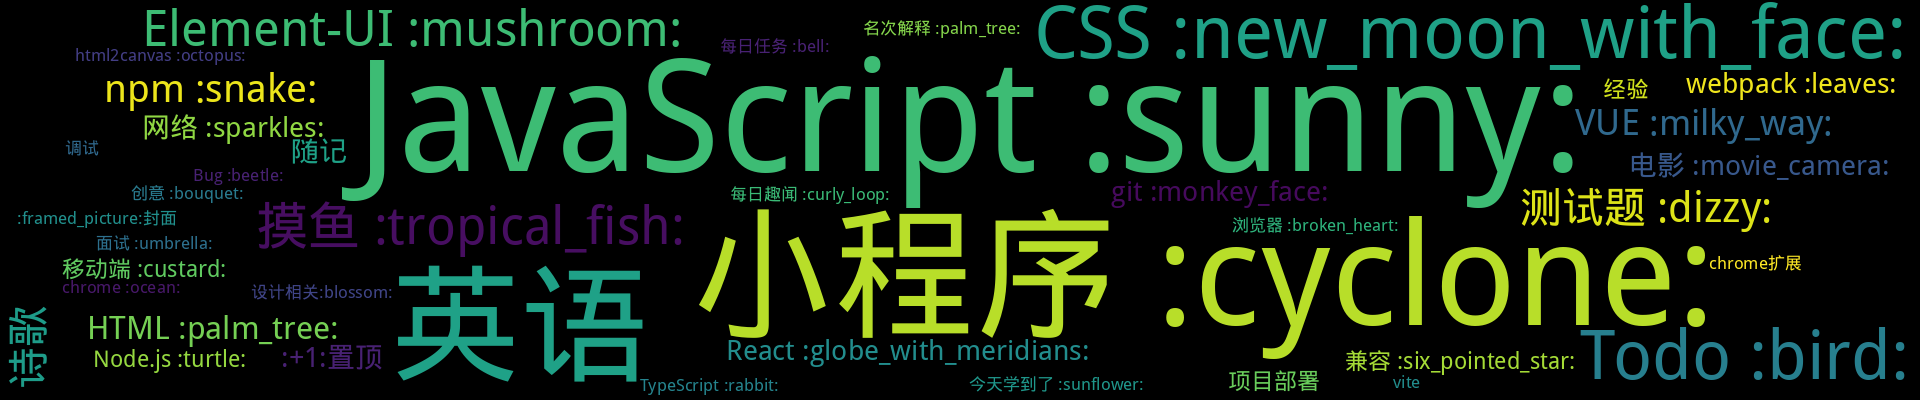 Element-UI :mushroom:
名次解释 :palm_tree:
CSS :new_moon_with_face:
每日任务 :bell:
html2canvas :octopus:
npm :snake:
JavaScript :sunny:
经验
webpack :leaves:
网络 :sparkles:
VUE :milky_way:
调试
随记
电影 :movie_camera:
Bug :beetle:
创意 :bouquet:
每日趣闻 :curly_loop:
git :monkey_face:
测试题 :dizzy:
:framed_picture:封面
摸鱼 :tropical_fish:
浏览器 :broken_heart:
面试 :umbrella:
移动端 :custard:
小程序 :cyclone:
chrome扩展
chrome :ocean:
设计相关:blossom:
英语
诗歌
HTML :palm_tree:
Node.js :turtle:
:+1:置顶
React :globe_with_meridians:
兼容 :six_pointed_star:
Todo :bird:
TypeScript :rabbit:
今天学到了 :sunflower:
项目部署
vite